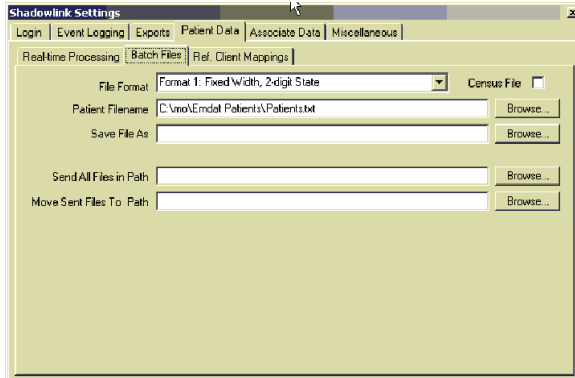 Shadowlink Settings
Login Event Logging Exports Patient Data Associate Data Miscellaneous
Real-time Processing Batch Files Ref. Client Mappings
File Format Format 1: Fixed Width, 2-digit State Census File
Patient Filename C:\mo\Emdat Patients\Patients.txt Browse...
Save File As Browse...
Send All Files in Path Browse...
Move Sent Files To Path Browse...